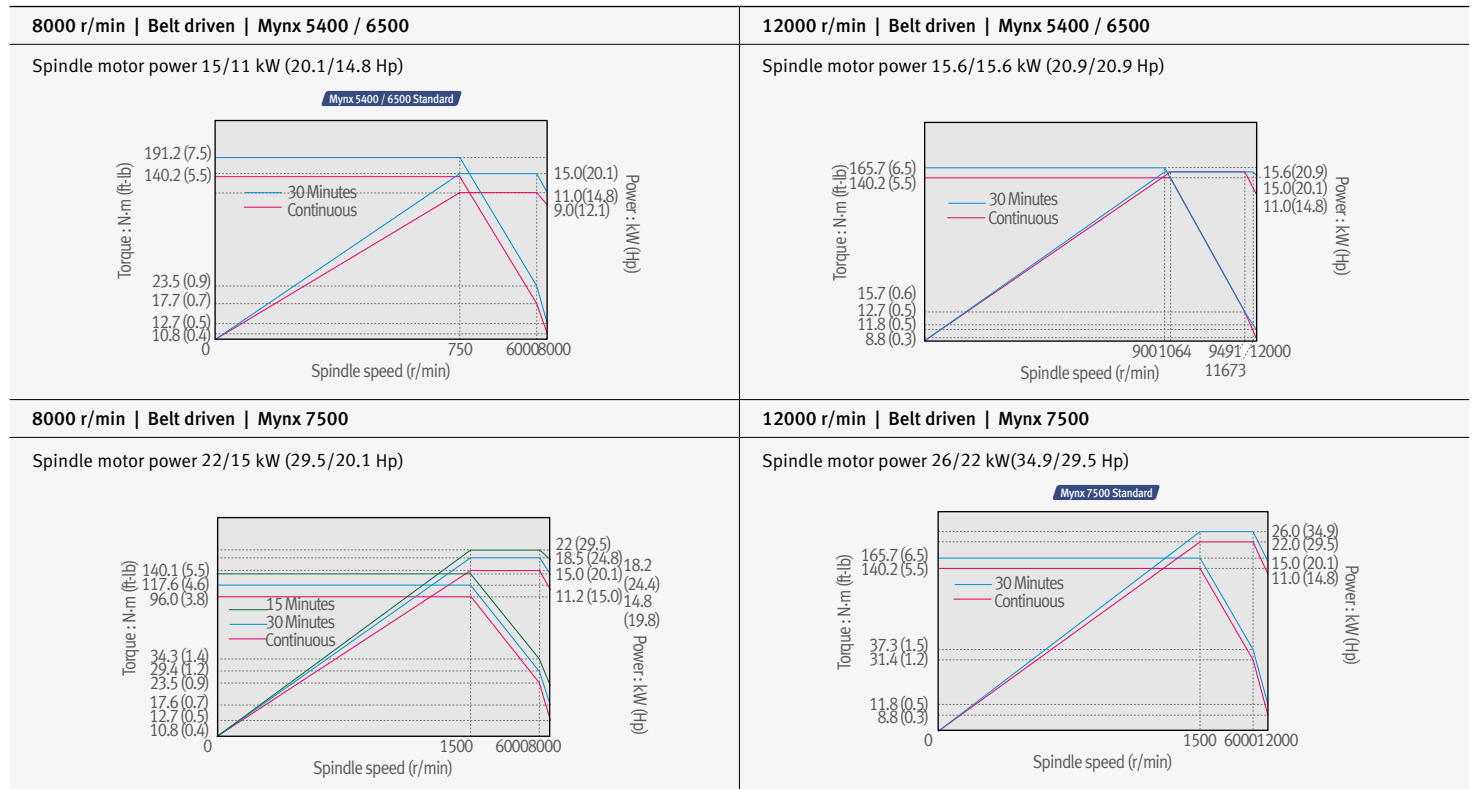 8000 r/min | Belt driven | Mynx 5400 / 6500
Spindle motor power 15/11 kW (20.1/14.8 Hp)
Mynx 5400 / 6500 Standard
Torque : N·m (ft-lb)
191.2 (7.5)
140.2 (5.5)
23.5 (0.9)
17.7 (0.7)
12.7 (0.5)
10.8 (0.4)
30 Minutes
Continuous
15.0(20.1)
11.0(14.8)
9.0(12.1)
Power : kW (Hp)
0
750
6000
8000
Spindle speed (r/min)
12000 r/min | Belt driven | Mynx 5400 / 6500
Spindle motor power 15.6/15.6 kW (20.9/20.9 Hp)
Torque : N·m (ft-lb)
165.7 (6.5)
140.2 (5.5)
15.7 (0.6)
12.7 (0.5)
11.8 (0.5)
8.8 (0.3)
30 Minutes
Continuous
15.6(20.9)
15.0(20.1)
11.0(14.8)
Power : kW (Hp)
900
1064
9491
12000
11673
Spindle speed (r/min)
8000 r/min | Belt driven | Mynx 7500
Spindle motor power 22/15 kW (29.5/20.1 Hp)
Torque : N·m (ft-lb)
140.1 (5.5)
117.6 (4.6)
96.0 (3.8)
34.3 (1.4)
29.4 (1.2)
23.5 (0.9)
17.6 (0.7)
12.7 (0.5)
10.8 (0.4)
15 Minutes
30 Minutes
Continuous
22 (29.5)
18.5 (24.8)
15.0 (20.1)
11.2 (15.0)
18.2
(24.4)
14.8
(19.8)
Power : kW (Hp)
0
1500
6000
8000
Spindle speed (r/min)
12000 r/min | Belt driven | Mynx 7500
Spindle motor power 26/22 kW(34.9/29.5 Hp)
Mynx 7500 Standard
Torque : N·m (ft-lb)
165.7 (6.5)
140.2 (5.5)
37.3 (1.5)
31.4 (1.2)
11.8 (0.5)
8.8 (0.3)
30 Minutes
Continuous
26.0 (34.9)
22.0 (29.5)
15.0 (20.1)
11.0 (14.8)
Power : kW (Hp)
0
1500
6000
12000
Spindle speed (r/min)